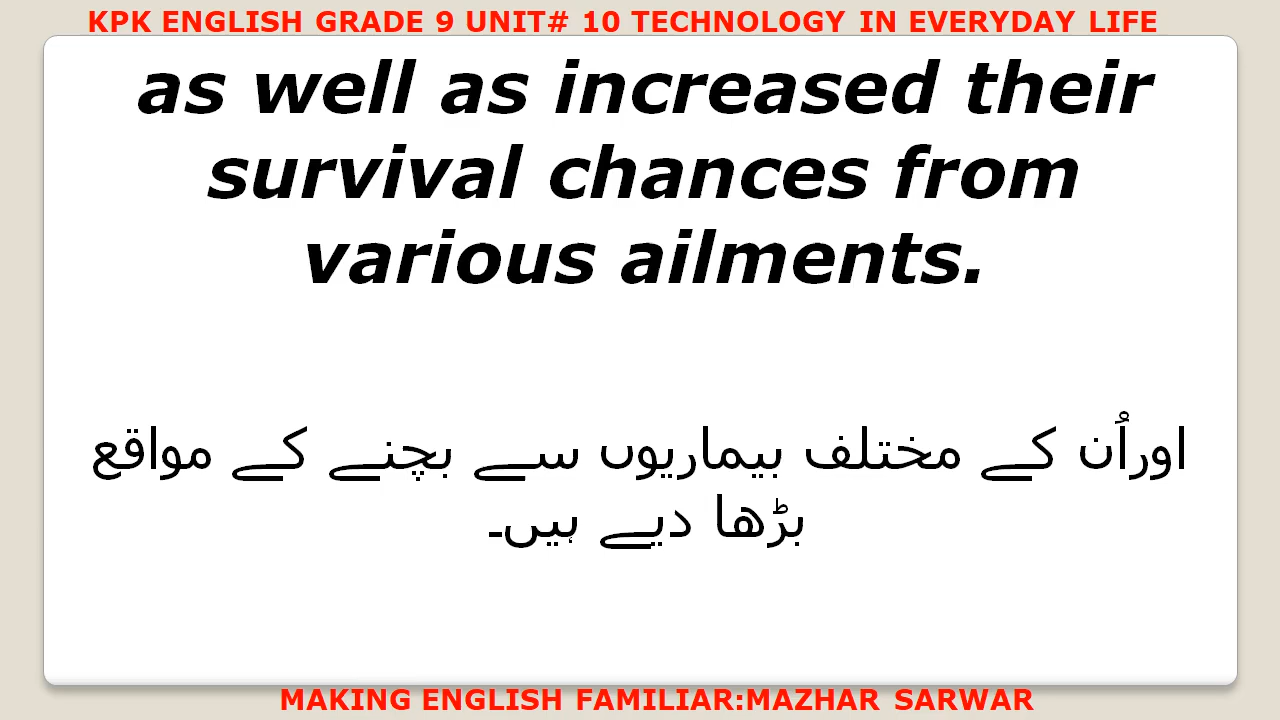 KPK ENGLISH GRADE 9 UNIT# 10 TECHNOLOGY IN EVERYDAY LIFE
as well as increased their
survival chances from
various ailments.
اوراُن کے مختلف بیماریوں سے بچنے کے مواقع
بڑھا دیے ہیں۔
MAKING ENGLISH FAMILIAR:MAZHAR SARWAR